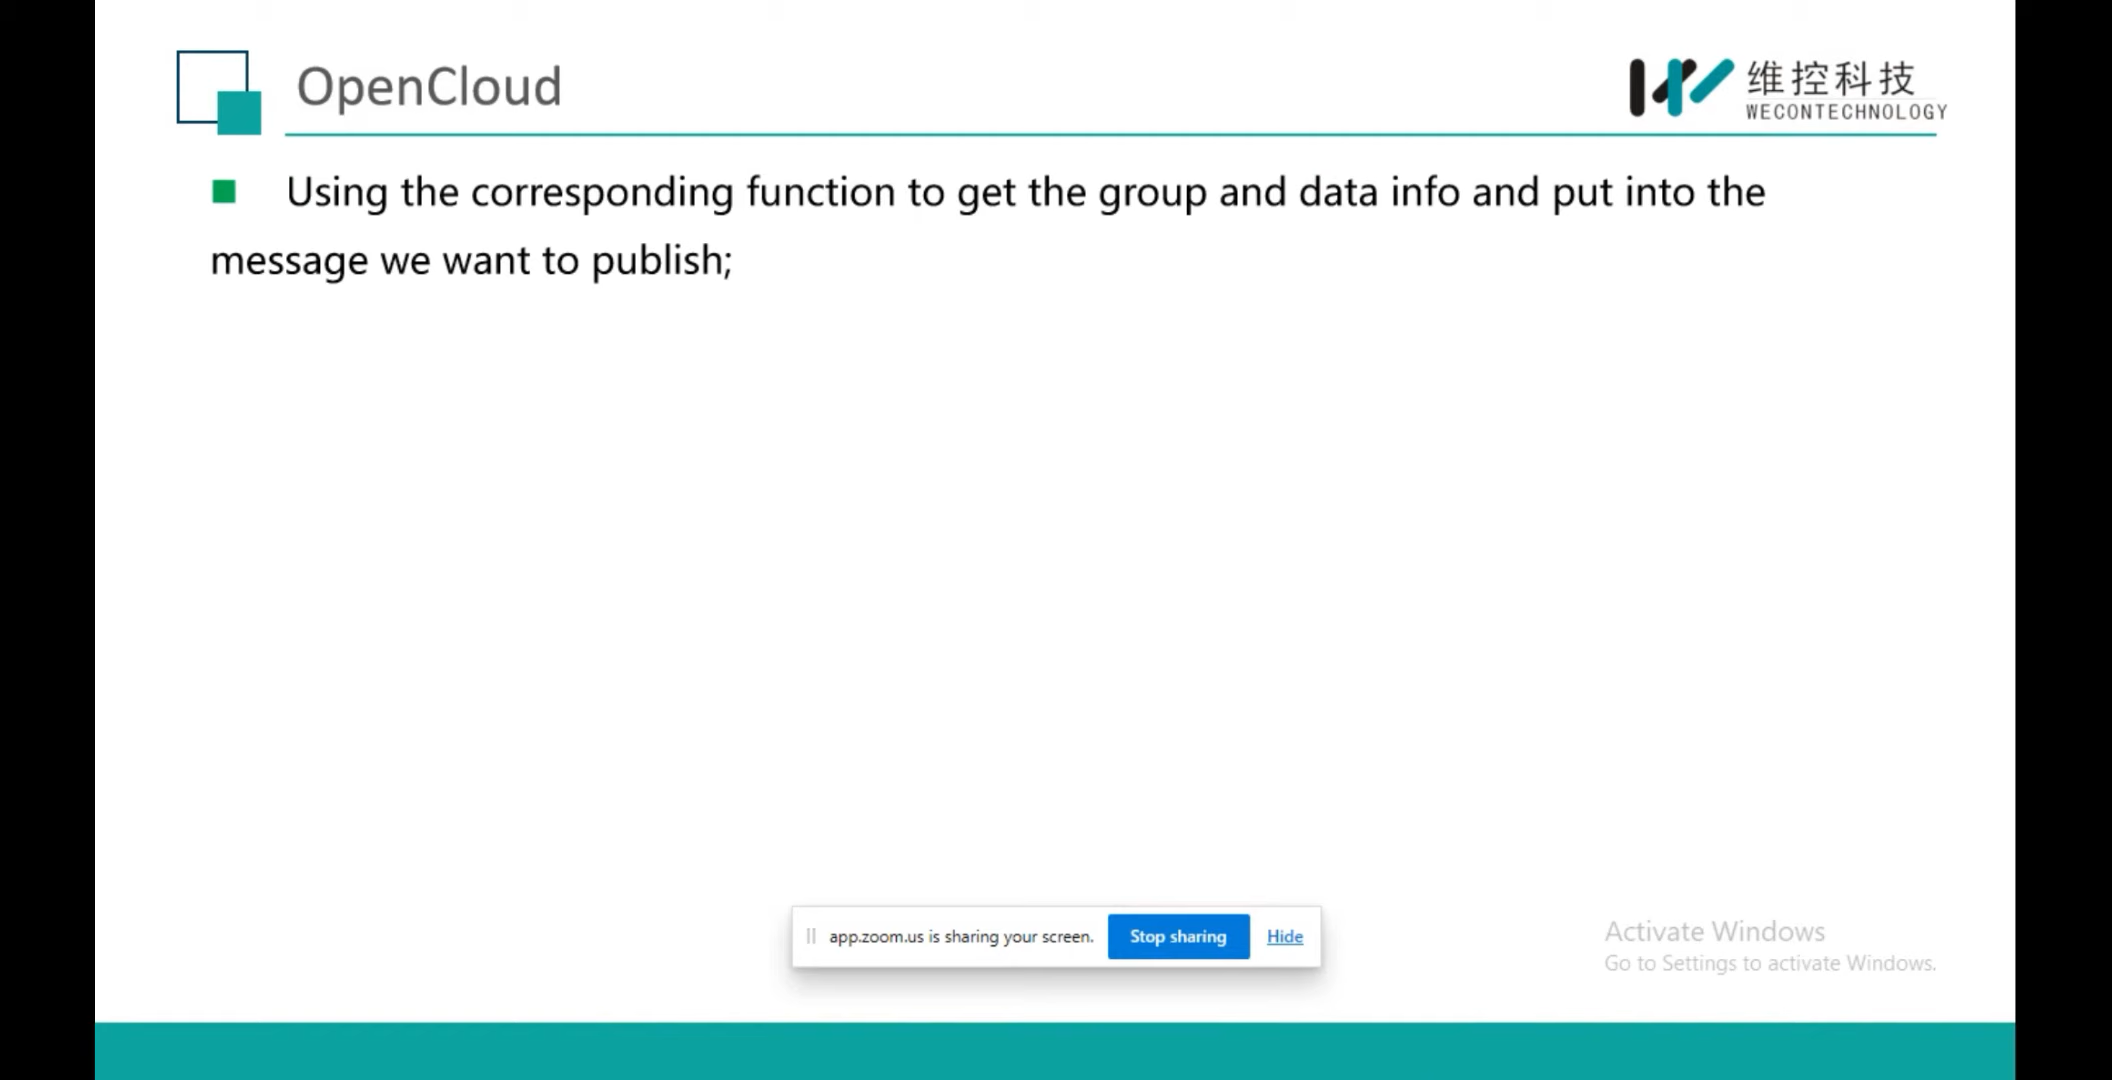 OpenCloud
维控科技
WECONTECHNOLOGY
Using the corresponding function to get the group and data info and put into the
message we want to publish;
app.zoom.us is sharing your screen. Stop sharing Hide
Activate Windows
Go to Settings to activate Windows.